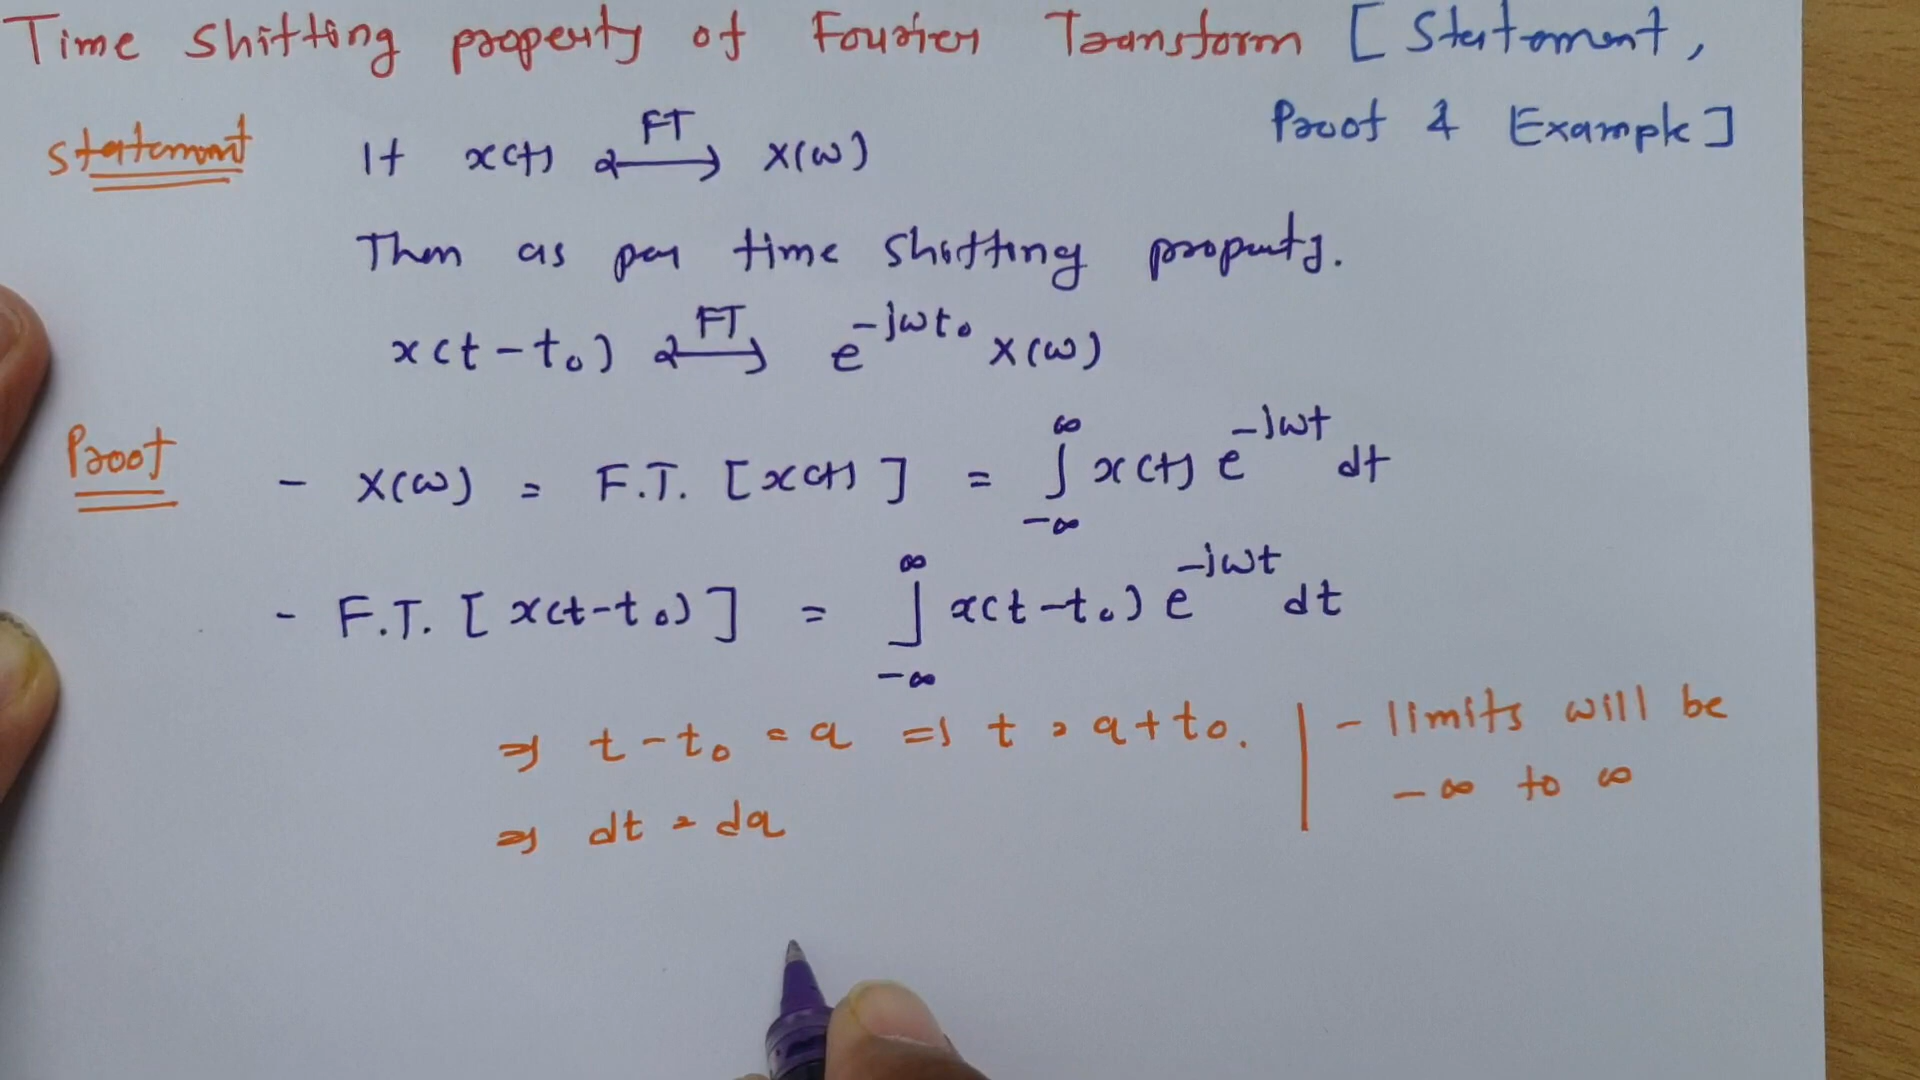 Time shifting property of Fourier Transform [Statement,
Proof & Example]
Statement If x(t) ⟷ FT X(ω)
Then as per time shifting property.
x(t-t₀) ⟷ FT e^{-jωt₀} X(ω)
Proof - X(ω) = F.T. [x(t)] = ∫_{-∞}^{∞} x(t) e^{-jωt} dt
- F.T. [x(t-t₀)] = ∫_{-∞}^{∞} x(t-t₀) e^{-jωt} dt
⇒ t-t₀ = a ⇒ t = a+t₀. | - limits will be
⇒ dt = da -∞ to ∞